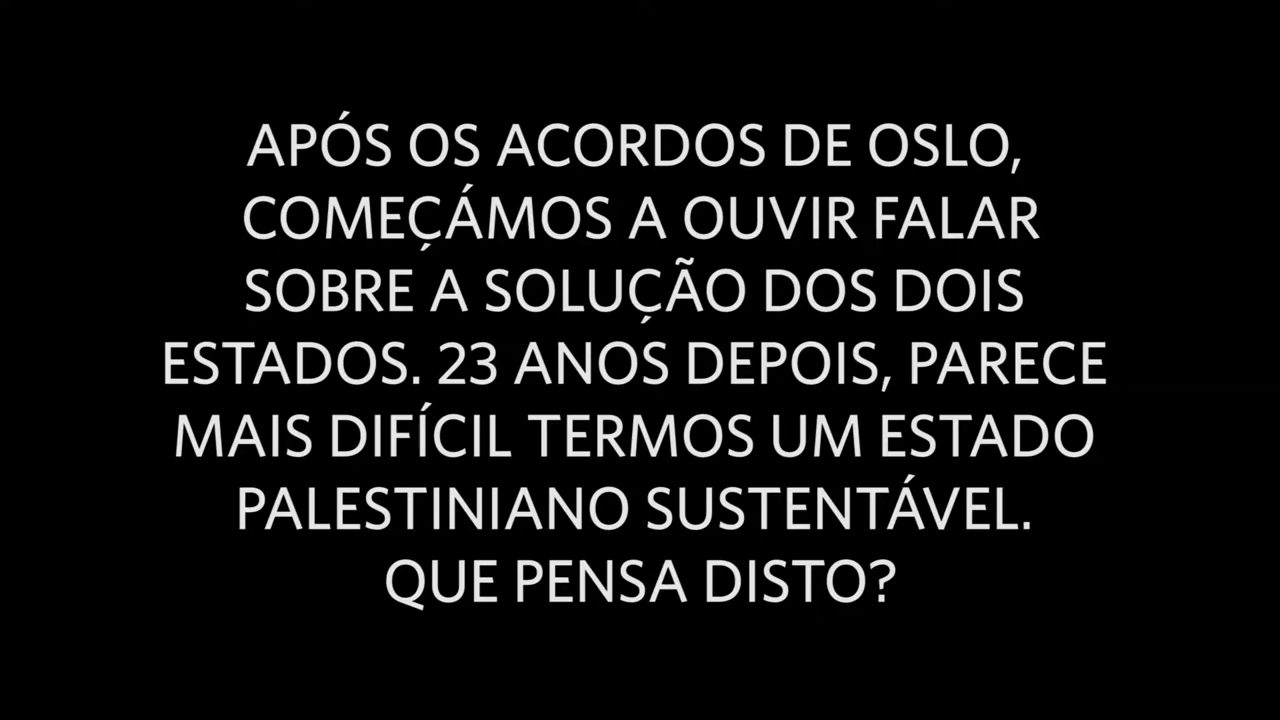 APÓS OS ACORDOS DE OSLO,
COMEÇÁMOS A OUVIR FALAR
SOBRE A SOLUÇÃO DOS DOIS
ESTADOS. 23 ANOS DEPOIS, PARECE
MAIS DIFÍCIL TERMOS UM ESTADO
PALESTINIANO SUSTENTÁVEL.
QUE PENSA DISTO?